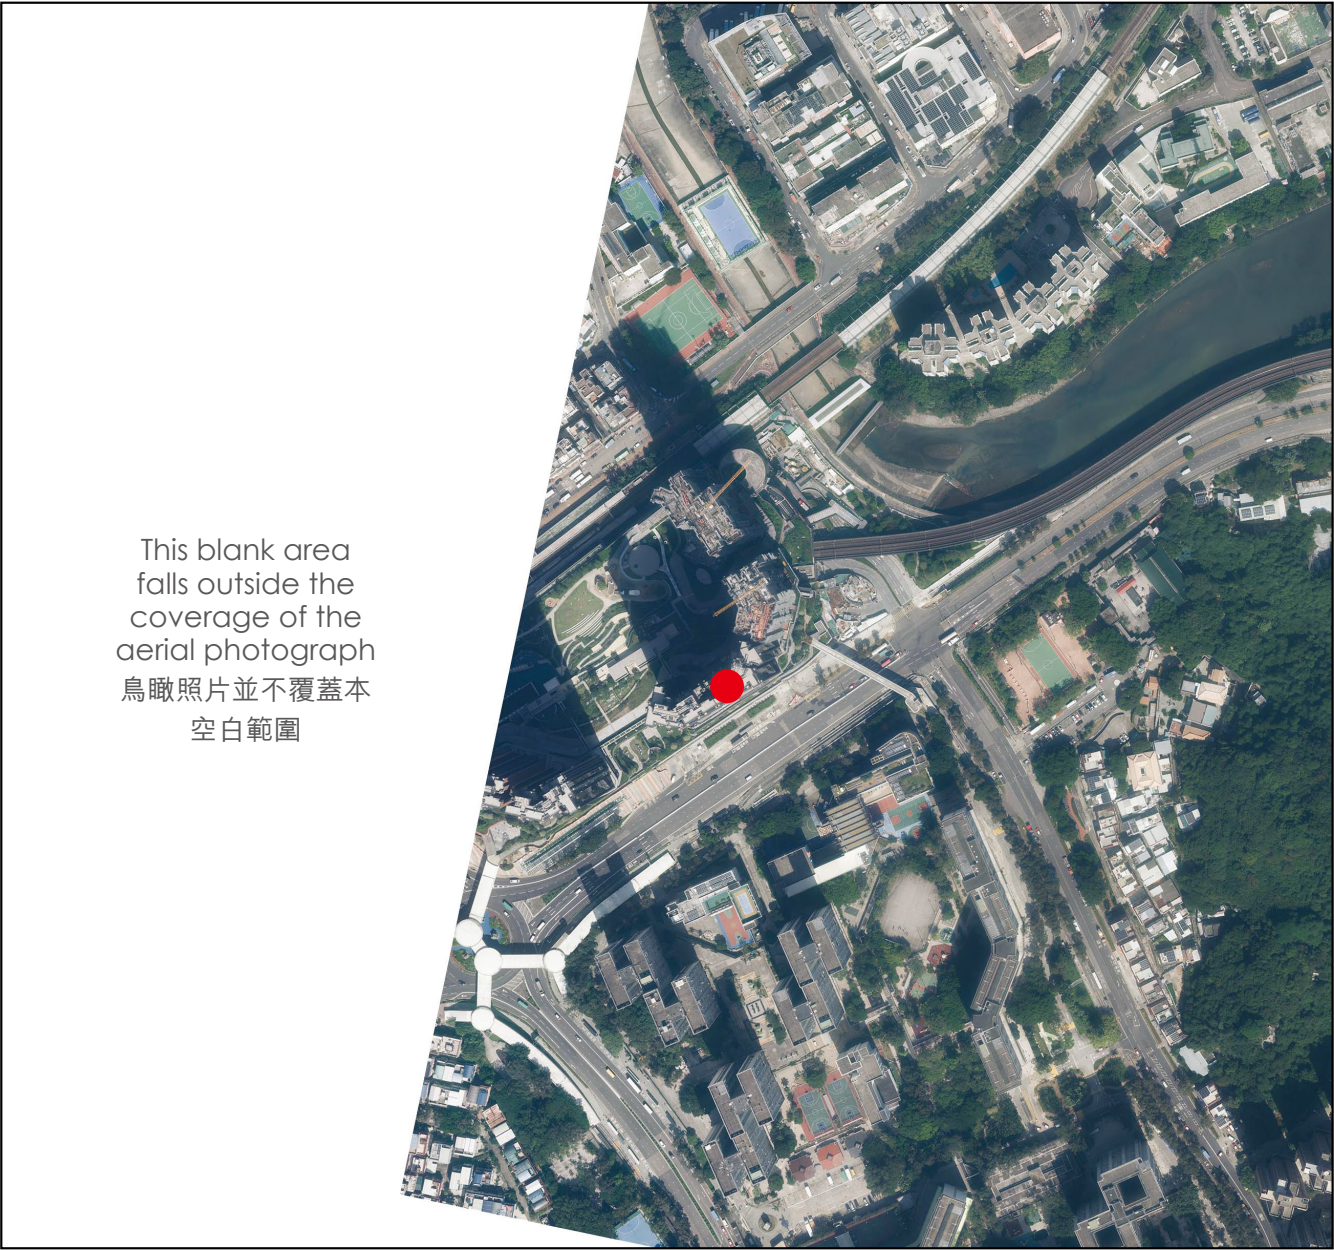 This blank area
falls outside the
coverage of the
aerial photograph
鳥瞰照片並不覆蓋本
空白範圍